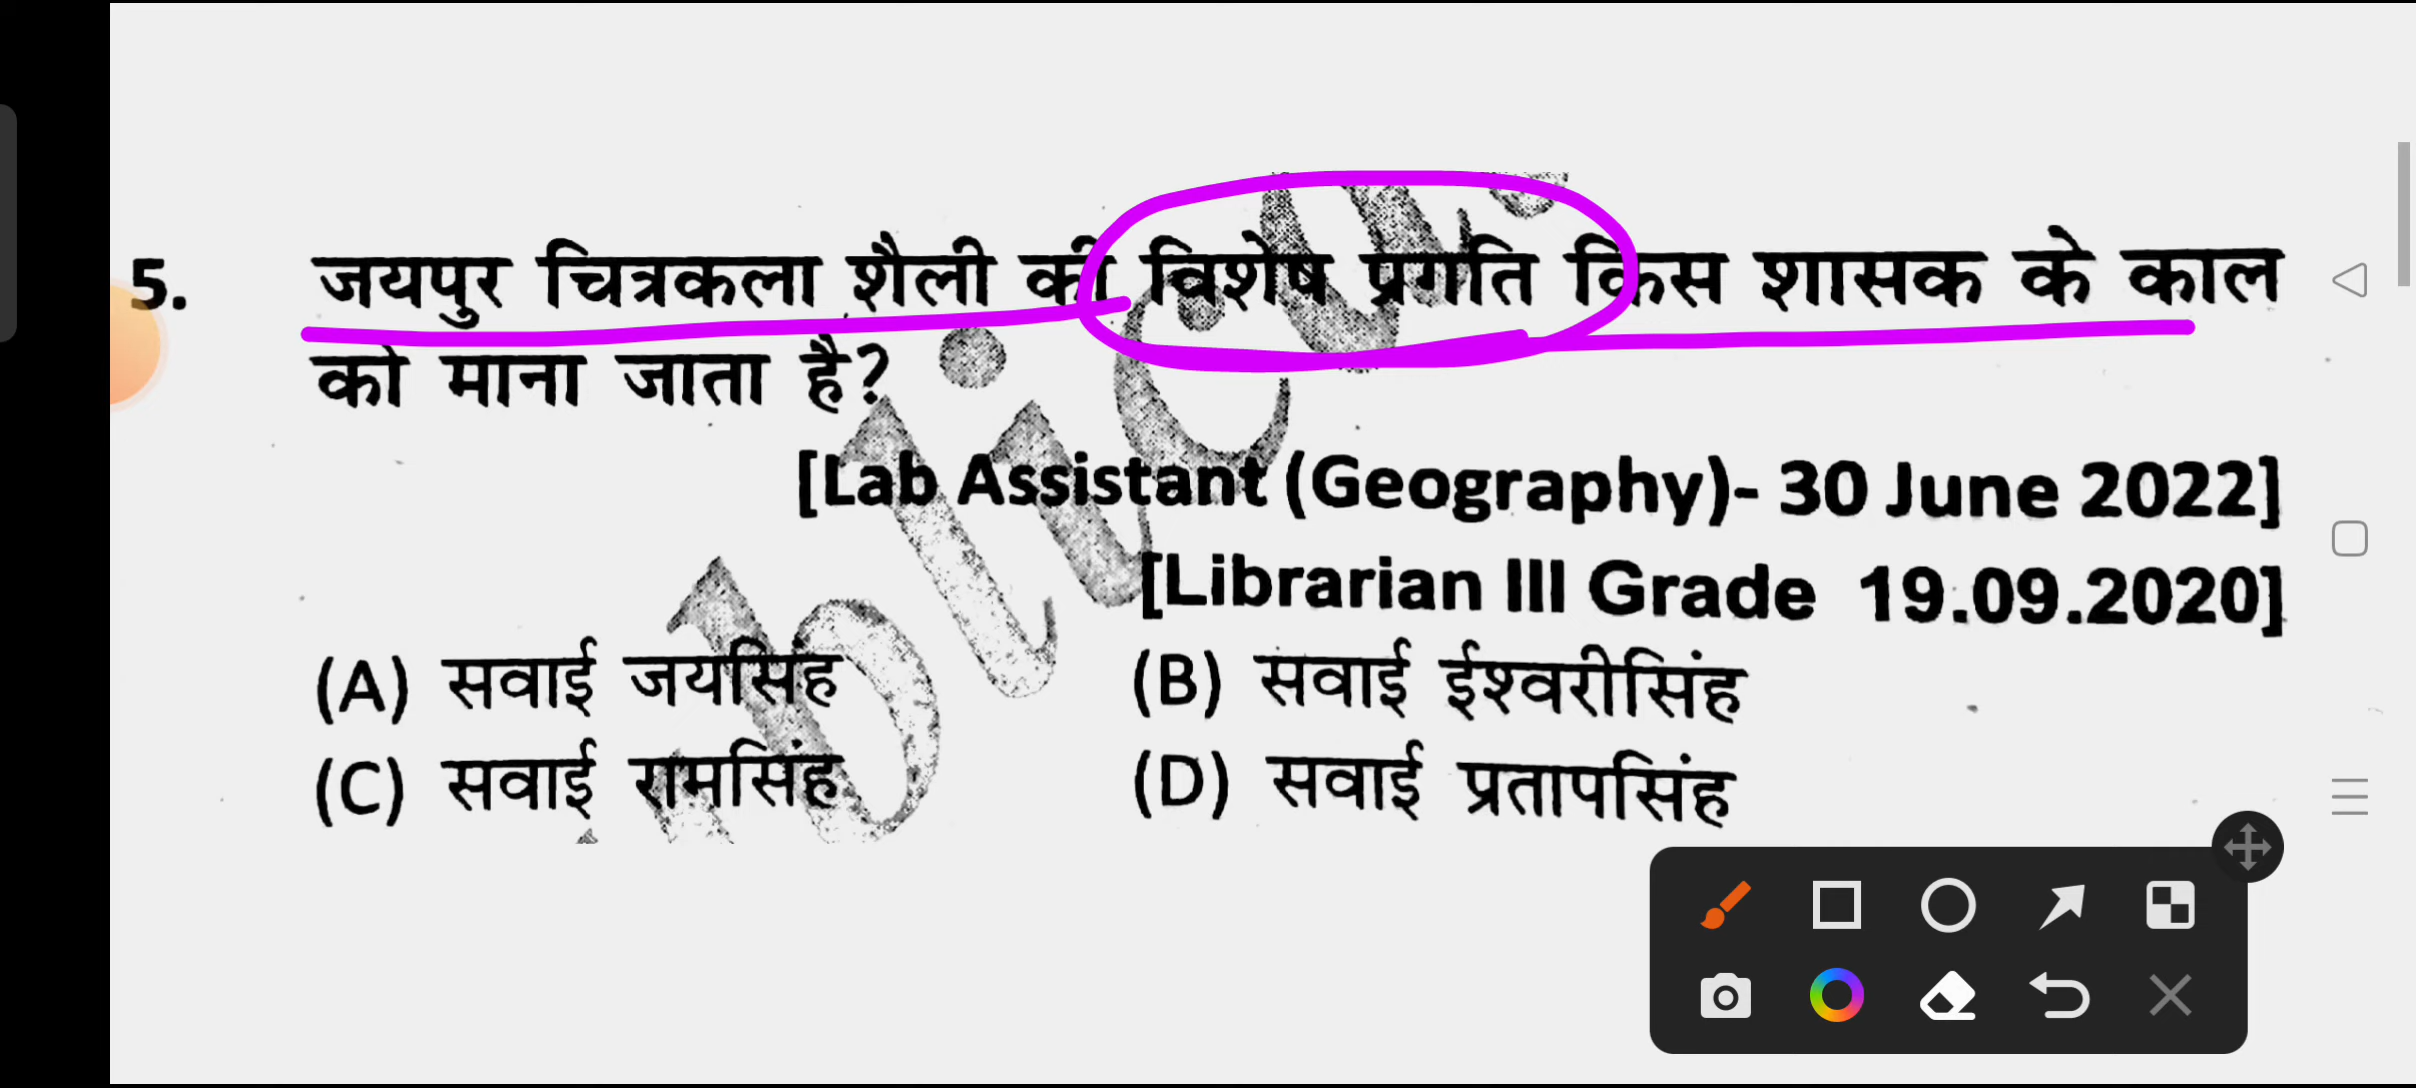 5. जयपुर चित्रकला शैली की विशेष प्रगति किस शासक के काल
को माना जाता है?
[Lab Assistant (Geography)- 30 June 2022]
[Librarian III Grade 19.09.2020]
(A) सवाई जयसिंह (B) सवाई ईश्वरीसिंह
(C) सवाई रामसिंह (D) सवाई प्रतापसिंह